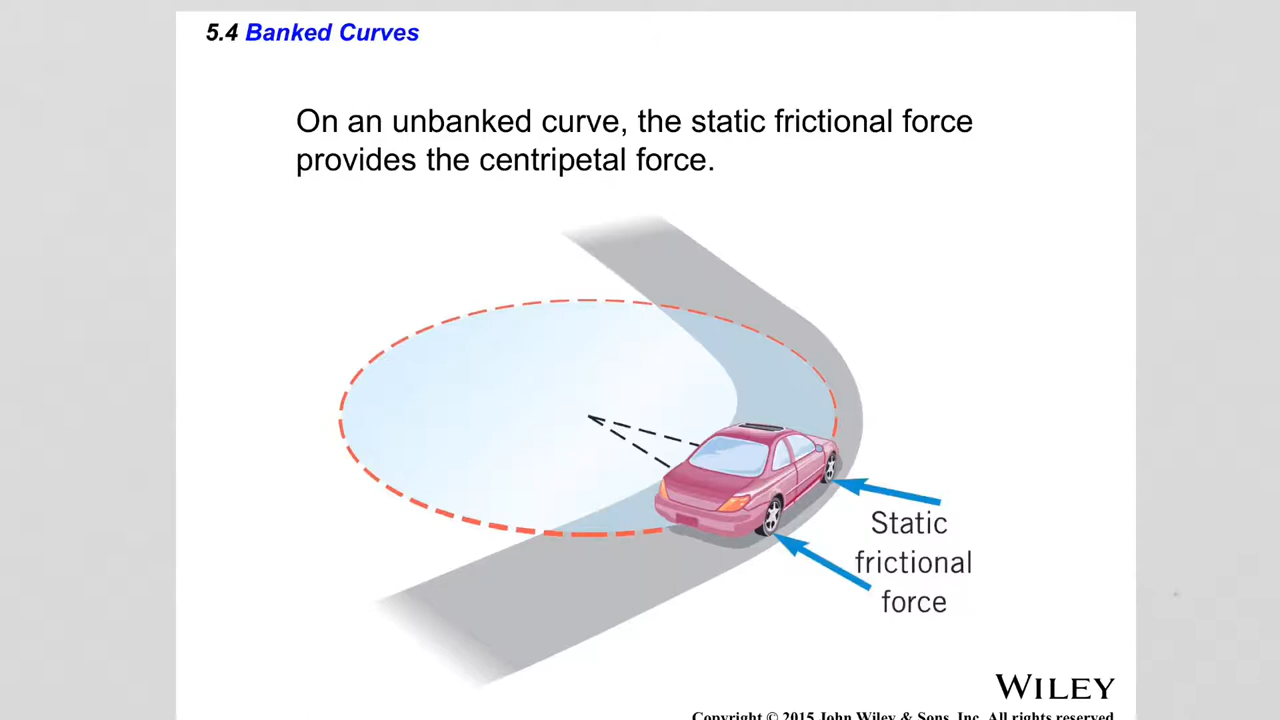 5.4 Banked Curves
On an unbanked curve, the static frictional force
provides the centripetal force.
Static
frictional
force
WILEY
Copyright © 2015 John Wiley & Sons, Inc. All rights reserved